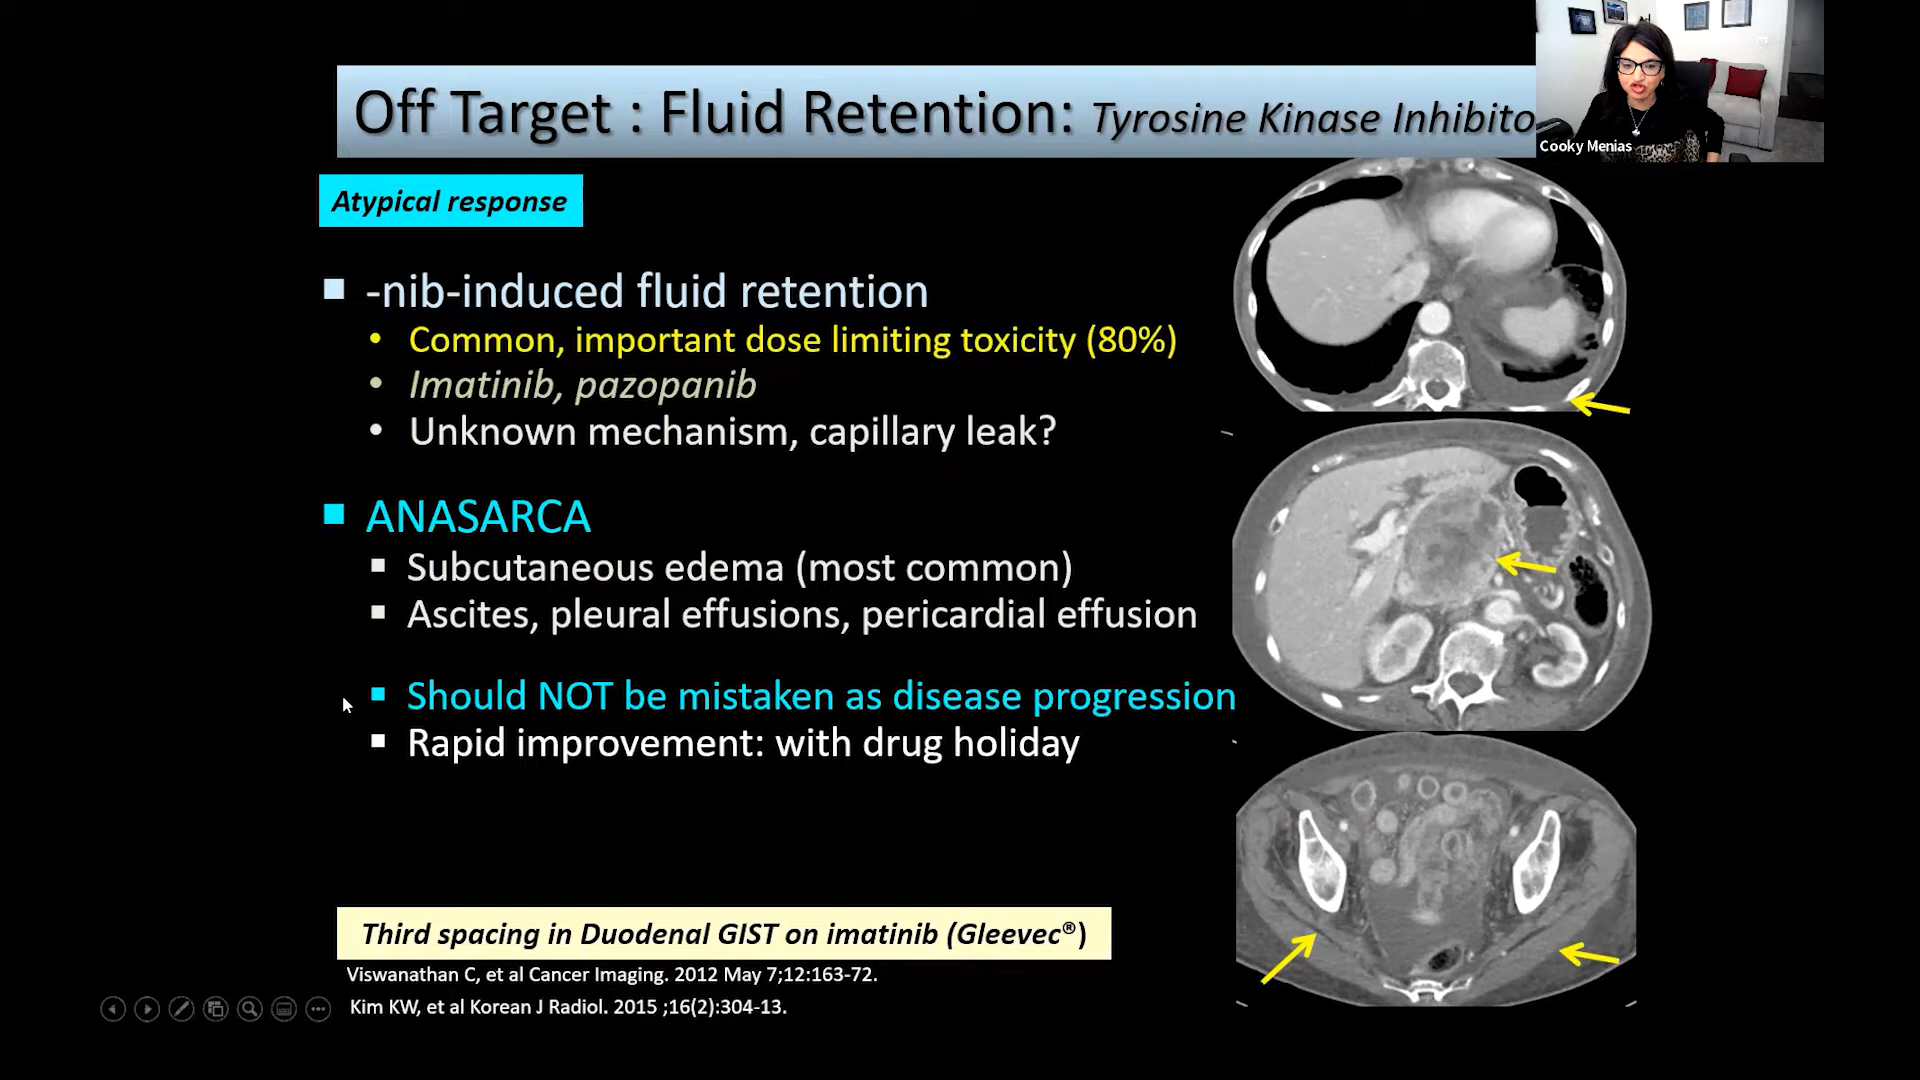 Off Target : Fluid Retention: Tyrosine Kinase Inhibito
Cooky Menias
Atypical response
-nib-induced fluid retention
Common, important dose limiting toxicity (80%)
Imatinib, pazopanib
Unknown mechanism, capillary leak?
ANASARCA
Subcutaneous edema (most common)
Ascites, pleural effusions, pericardial effusion
Should NOT be mistaken as disease progression
Rapid improvement: with drug holiday
Third spacing in Duodenal GIST on imatinib (Gleevec®)
Viswanathan C, et al Cancer Imaging. 2012 May 7;12:163-72.
Kim KW, et al Korean J Radiol. 2015 ;16(2):304-13.